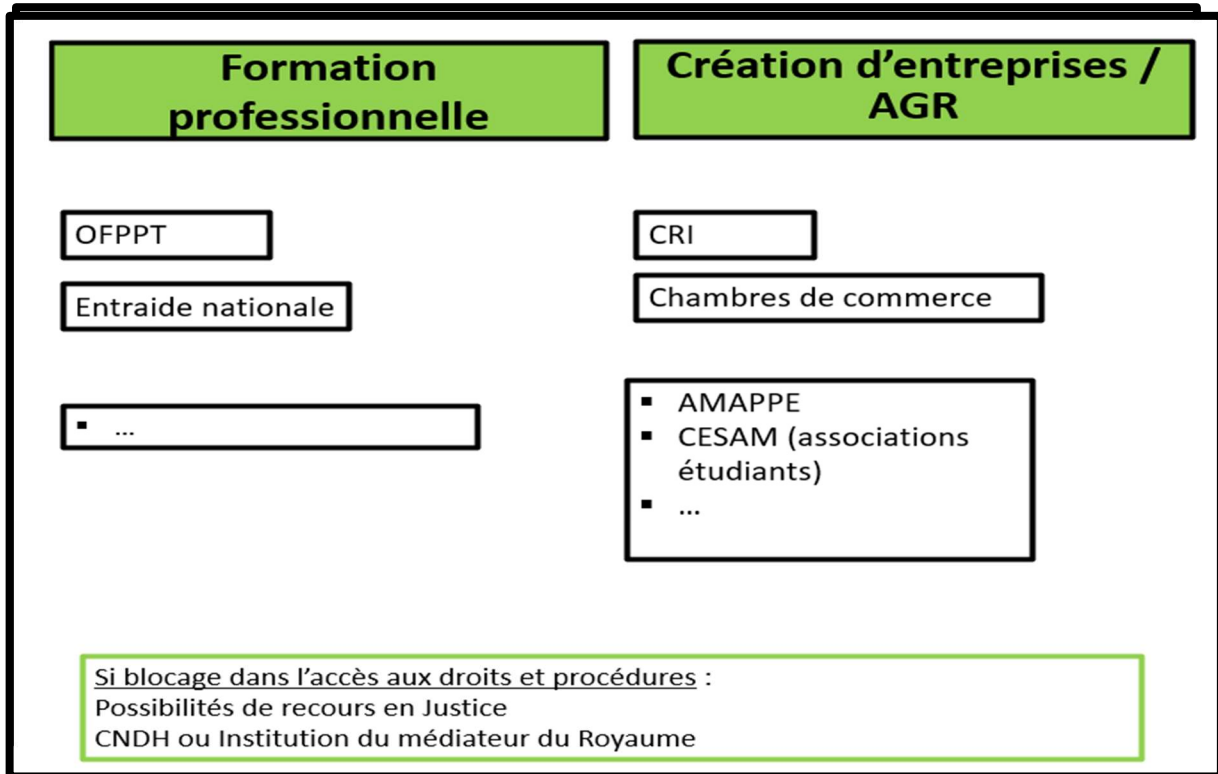 Formation
professionnelle
OFPPT
Entraide nationale
▪ ...
Création d’entreprises /
AGR
CRI
Chambres de commerce
▪ AMAPPE
▪ CESAM (associations
étudiants)
▪ ...
Si blocage dans l’accès aux droits et procédures :
Possibilités de recours en Justice
CNDH ou Institution du médiateur du Royaume